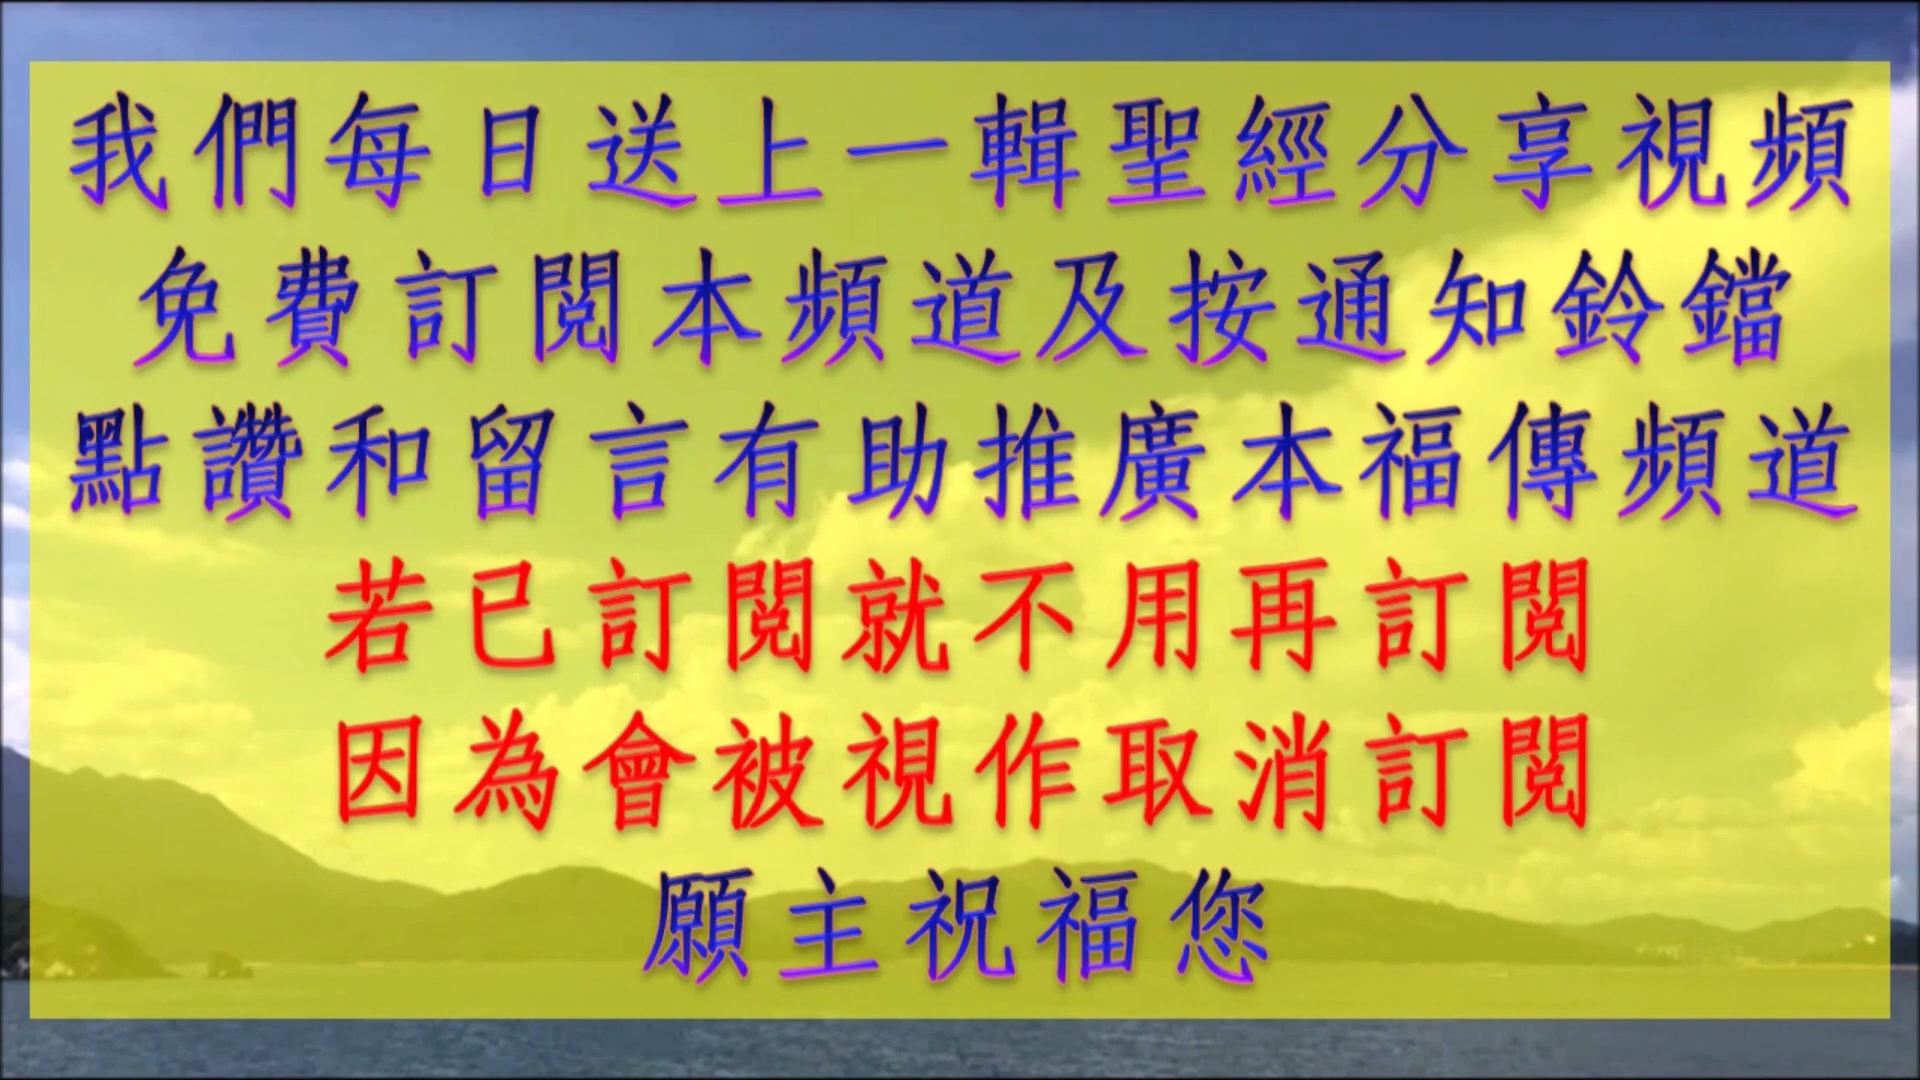 我們每日送上一輯聖經分享視頻
免費訂閱本頻道及按通知鈴鐺
點讚和留言有助推廣本福傳頻道
若已訂閱就不用再訂閱
因為會被視作取消訂閱
願主祝福您